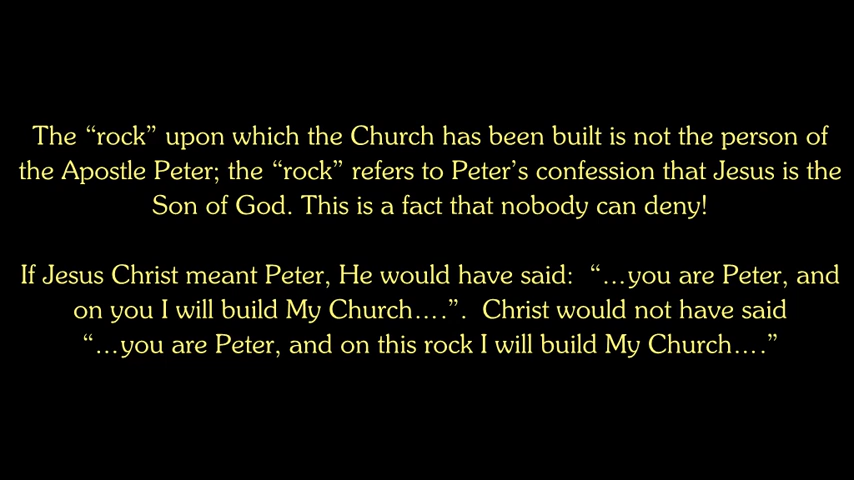 The “rock” upon which the Church has been built is not the person of
the Apostle Peter; the “rock” refers to Peter’s confession that Jesus is the
Son of God. This is a fact that nobody can deny!
If Jesus Christ meant Peter, He would have said:  “…you are Peter, and
on you I will build My Church….”.  Christ would not have said
“…you are Peter, and on this rock I will build My Church….”